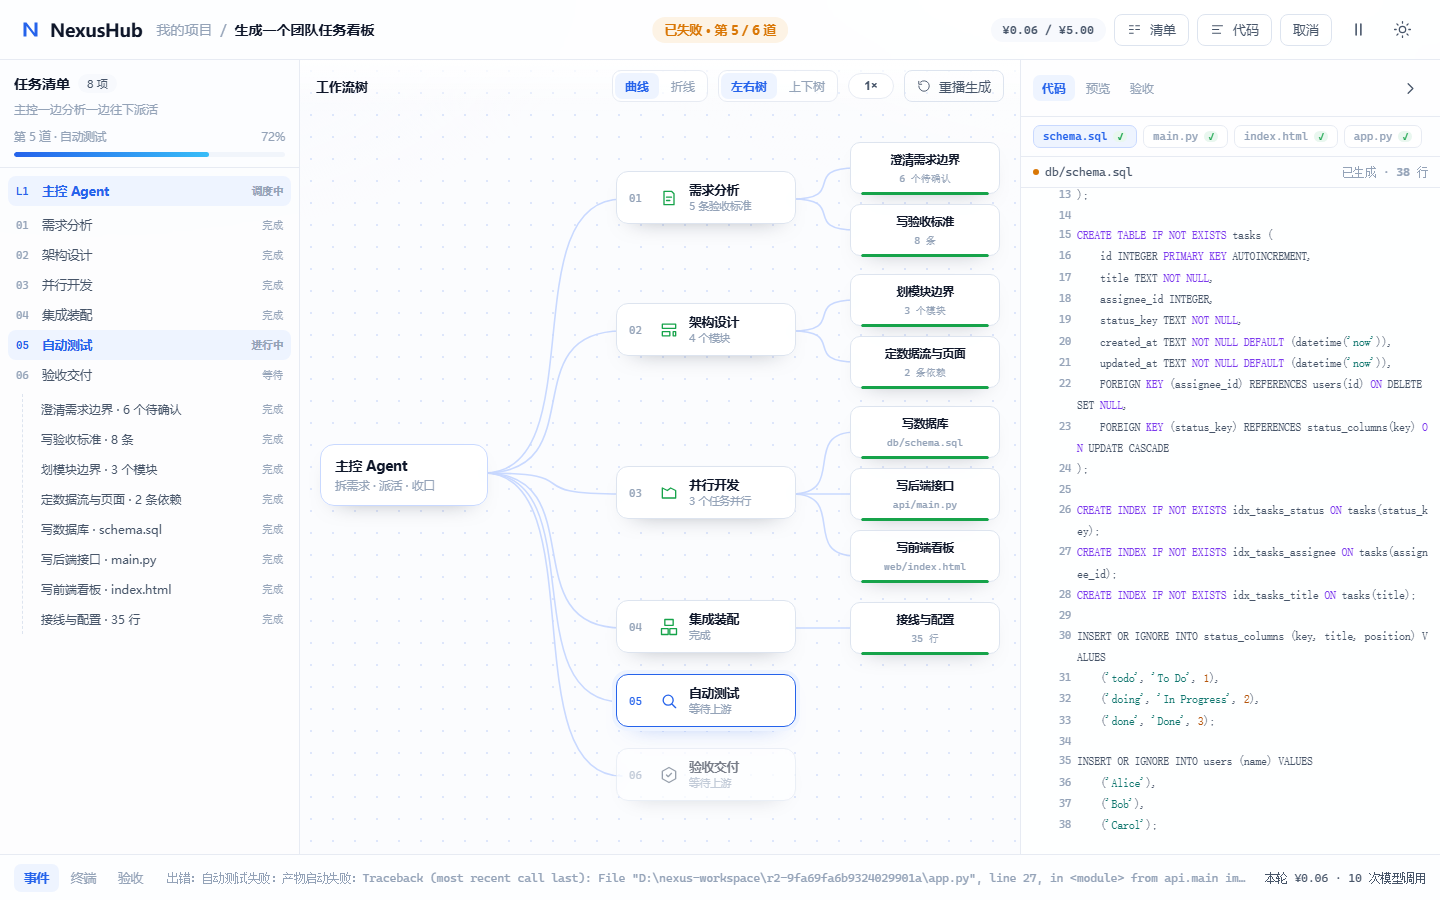 NexusHub 我的项目 / 生成一个团队任务看板 已失败 • 第 5 / 6 道 ¥0.06 / ¥5.00 清单 代码 取消
任务清单 8 项
主控一边分析一边往下派活
第 5 道 · 自动测试 72%
L1 主控 Agent 调度中
01 需求分析 完成
02 架构设计 完成
03 并行开发 完成
04 集成装配 完成
05 自动测试 进行中
06 验收交付 等待
澄清需求边界 · 6 个待确认 完成
写验收标准 · 8 条 完成
划模块边界 · 3 个模块 完成
定数据流与页面 · 2 条依赖 完成
写数据库 · schema.sql 完成
写后端接口 · main.py 完成
写前端看板 · index.html 完成
接线与配置 · 35 行 完成
工作流树 曲线 折线 左右树 上下树 1× 重播生成
主控 Agent
拆需求 · 派活 · 收口
01 需求分析
5 条验收标准
02 架构设计
4 个模块
03 并行开发
3 个任务并行
04 集成装配
完成
05 自动测试
等待上游
06 验收交付
等待上游
澄清需求边界
6 个待确认
写验收标准
8 条
划模块边界
3 个模块
定数据流与页面
2 条依赖
写数据库
db/schema.sql
写后端接口
api/main.py
写前端看板
web/index.html
接线与配置
35 行
代码 预览 验收
schema.sql ✓ main.py ✓ index.html ✓ app.py ✓
db/schema.sql 已生成 · 38 行
13 );
14
15 CREATE TABLE IF NOT EXISTS tasks (
16 id INTEGER PRIMARY KEY AUTOINCREMENT,
17 title TEXT NOT NULL,
18 assignee_id INTEGER,
19 status_key TEXT NOT NULL,
20 created_at TEXT NOT NULL DEFAULT (datetime('now')),
21 updated_at TEXT NOT NULL DEFAULT (datetime('now')),
22 FOREIGN KEY (assignee_id) REFERENCES users(id) ON DELETE
SET NULL,
23 FOREIGN KEY (status_key) REFERENCES status_columns(key) O
N UPDATE CASCADE
24 );
25
26 CREATE INDEX IF NOT EXISTS idx_tasks_status ON tasks(status_k
ey);
27 CREATE INDEX IF NOT EXISTS idx_tasks_assignee ON tasks(assign
ee_id);
28 CREATE INDEX IF NOT EXISTS idx_tasks_title ON tasks(title);
29
30 INSERT OR IGNORE INTO status_columns (key, title, position) V
ALUES
31 ('todo', 'To Do', 1),
32 ('doing', 'In Progress', 2),
33 ('done', 'Done', 3);
34
35 INSERT OR IGNORE INTO users (name) VALUES
36 ('Alice'),
37 ('Bob'),
38 ('Carol');
事件 终端 验收 出错: 自动测试失败: 产物启动失败: Traceback (most recent call last): File "D:\nexus-workspace\r2-9fa69fa6b9324029901a\app.py", line 27, in <module> from api.main im… 本轮 ¥0.06 · 10 次模型调用